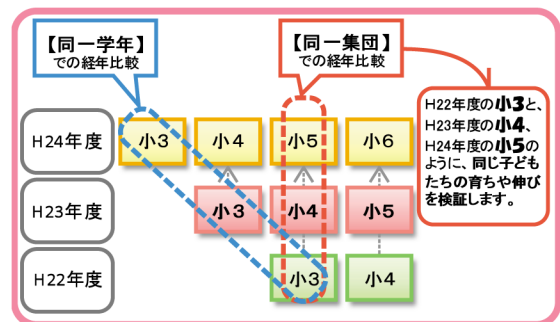 【同一学年】
での経年比較
【同一集団】
での経年比較
H22年度の小3と、
H23年度の小4、
H24年度の小5の
ように、同じ子ども
たちの育ちや伸び
を検証します。
H24年度
小3
小4
小5
小6
H23年度
小3
小4
小5
H22年度
小3
小4